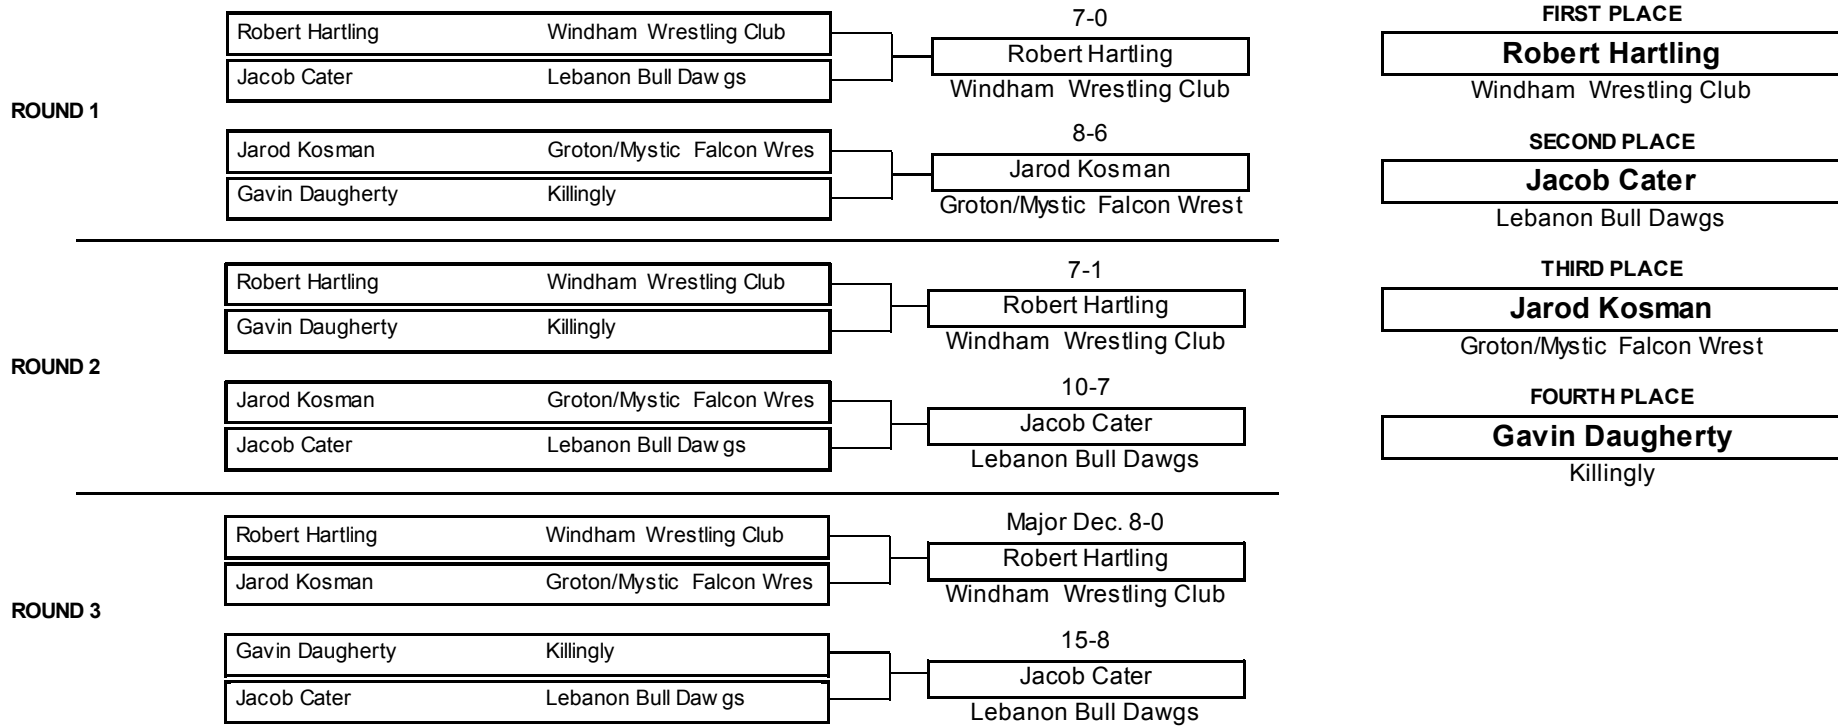 7-0
Robert Hartling Windham Wrestling Club
Robert Hartling
Jacob Cater Lebanon Bull Dawgs
Windham Wrestling Club
ROUND 1
8-6
Jarod Kosman Groton/Mystic Falcon Wres
Jarod Kosman
Gavin Daugherty Killingly
Groton/Mystic Falcon Wrest
7-1
Robert Hartling Windham Wrestling Club
Robert Hartling
Gavin Daugherty Killingly
Windham Wrestling Club
ROUND 2
10-7
Jarod Kosman Groton/Mystic Falcon Wres
Jacob Cater
Jacob Cater Lebanon Bull Dawgs
Lebanon Bull Dawgs
Major Dec. 8-0
Robert Hartling Windham Wrestling Club
Robert Hartling
Jarod Kosman Groton/Mystic Falcon Wres
Windham Wrestling Club
ROUND 3
15-8
Gavin Daugherty Killingly
Jacob Cater
Jacob Cater Lebanon Bull Dawgs
Lebanon Bull Dawgs
FIRST PLACE
Robert Hartling
Windham Wrestling Club
SECOND PLACE
Jacob Cater
Lebanon Bull Dawgs
THIRD PLACE
Jarod Kosman
Groton/Mystic Falcon Wrest
FOURTH PLACE
Gavin Daugherty
Killingly